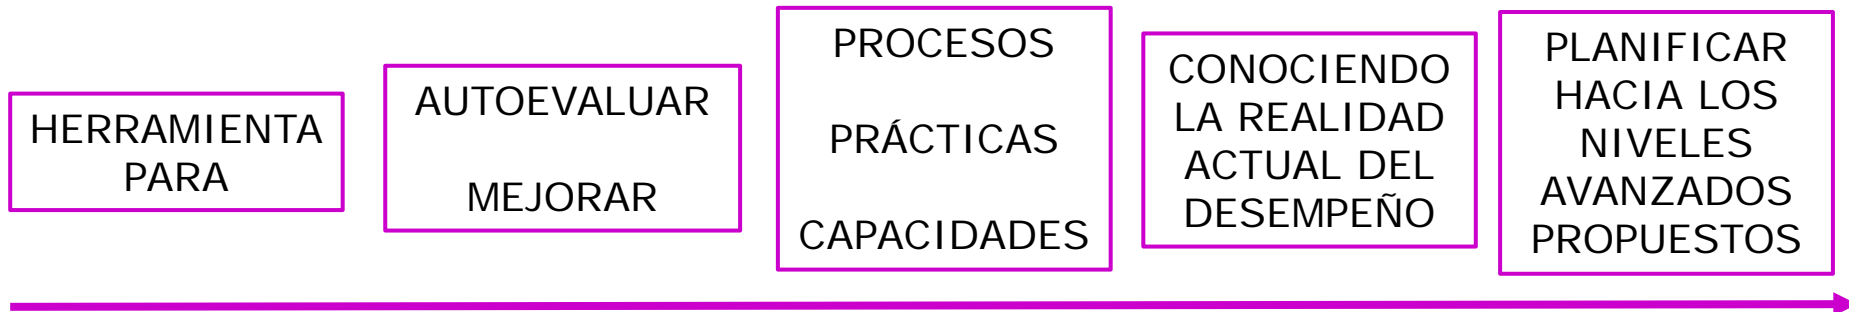 HERRAMIENTA
PARA
AUTOEVALUAR
MEJORAR
PROCESOS
PRÁCTICAS
CAPACIDADES
CONOCIENDO
LA REALIDAD
ACTUAL DEL
DESEMPEÑO
PLANIFICAR
HACIA LOS
NIVELES
AVANZADOS
PROPUESTOS